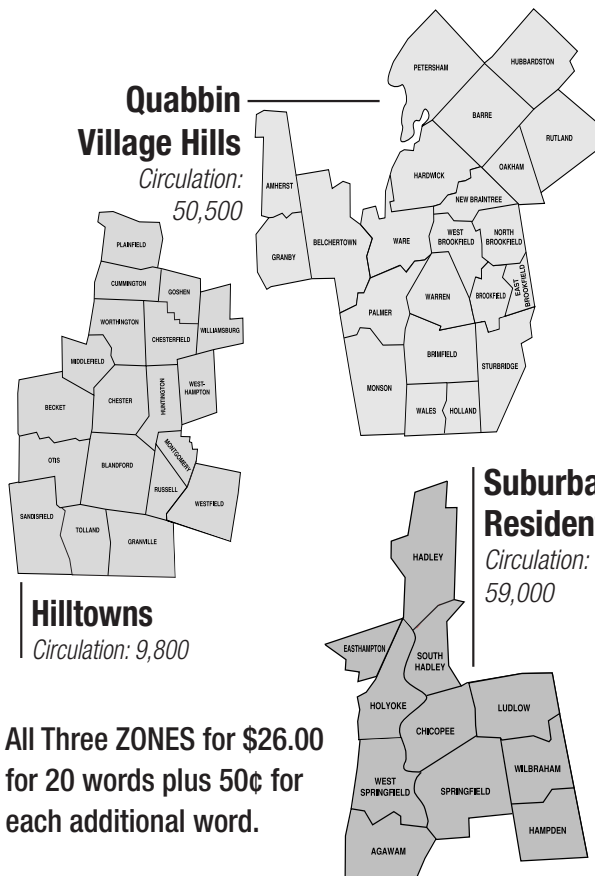 Quabbin
Village Hills
Circulation:
50,500
PETERSHAM
HUBBARDSTON
BARRE
RUTLAND
OAKHAM
HARDWICK
NEW BRAINTREE
AMHERST
GRANBY
BELCHERTOWN
WARE
WEST
BROOKFIELD
NORTH
BROOKFIELD
EAST
BROOKFIELD
BROOKFIELD
WARREN
PALMER
BRIMFIELD
STURBRIDGE
MONSON
WALES
HOLLAND
PLAINFIELD
CUMMINGTON
GOSHEN
WORTHINGTON
CHESTERFIELD
WILLIAMSBURG
MIDDLEFIELD
WEST-
HAMPTON
HUNTINGTON
CHESTER
BECKET
MONTGOMERY
OTIS
BLANDFORD
RUSSELL
WESTFIELD
SANDISFIELD
TOLLAND
GRANVILLE
Hilltowns
Circulation: 9,800
Suburba
Residen
Circulation:
59,000
HADLEY
EASTHAMPTON
SOUTH
HADLEY
HOLYOKE
CHICOPEE
LUDLOW
WEST
SPRINGFIELD
SPRINGFIELD
WILBRAHAM
HAMPDEN
AGAWAM
All Three ZONES for $26.00
for 20 words plus 50¢ for
each additional word.